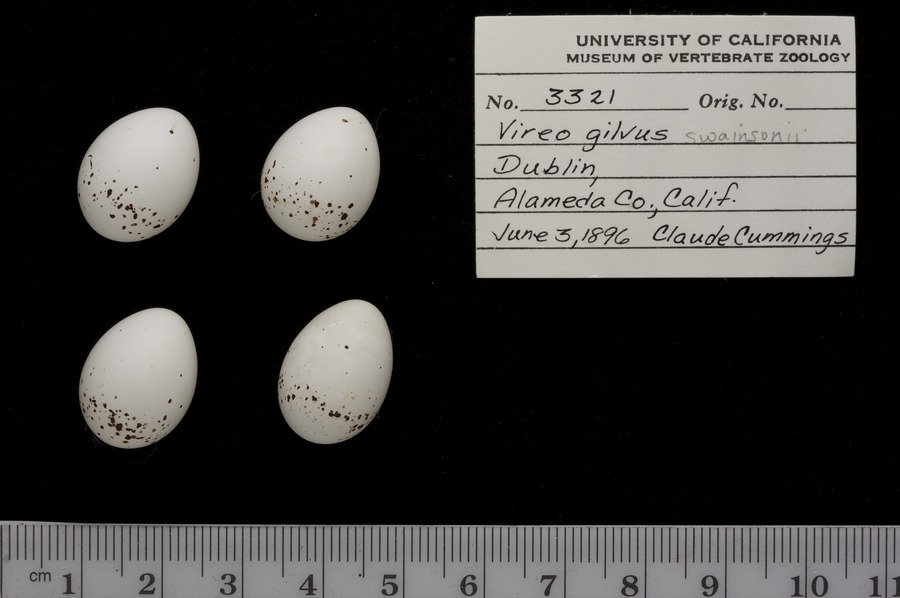 UNIVERSITY OF CALIFORNIA
MUSEUM OF VERTEBRATE ZOOLOGY
No. 3321 Orig. No.
Vireo gilvus swainsonii
Dublin,
Alameda Co., Calif.
June 3, 1896 Claude Cummings
cm 1 2 3 4 5 6 7 8 9 10 11